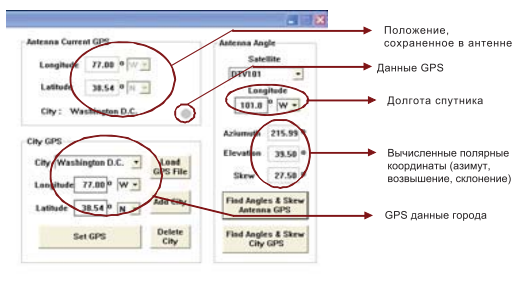 Antenna Current GPS
Longitude 77.00 ° W
Latitude 38.54 ° N
City : Washington D.C.
City GPS
City Washington D.C.
Longitude 77.00 ° W
Latitude 38.54 ° N
Load
GPS File
Add City
Set GPS
Delete
City
Antenna Angle
Satellite
DTV101
Longitude
101.0 ° W
Aziumuth 215.99 °
Elevation 39.50 °
Skew 27.50 °
Find Angles & Skew
Antenna GPS
Find Angles & Skew
City GPS
Положение,
сохраненное в антенне
Данные GPS
Долгота спутника
Вычисленные полярные
координаты (азимут,
возвышение, склонение)
GPS данные города